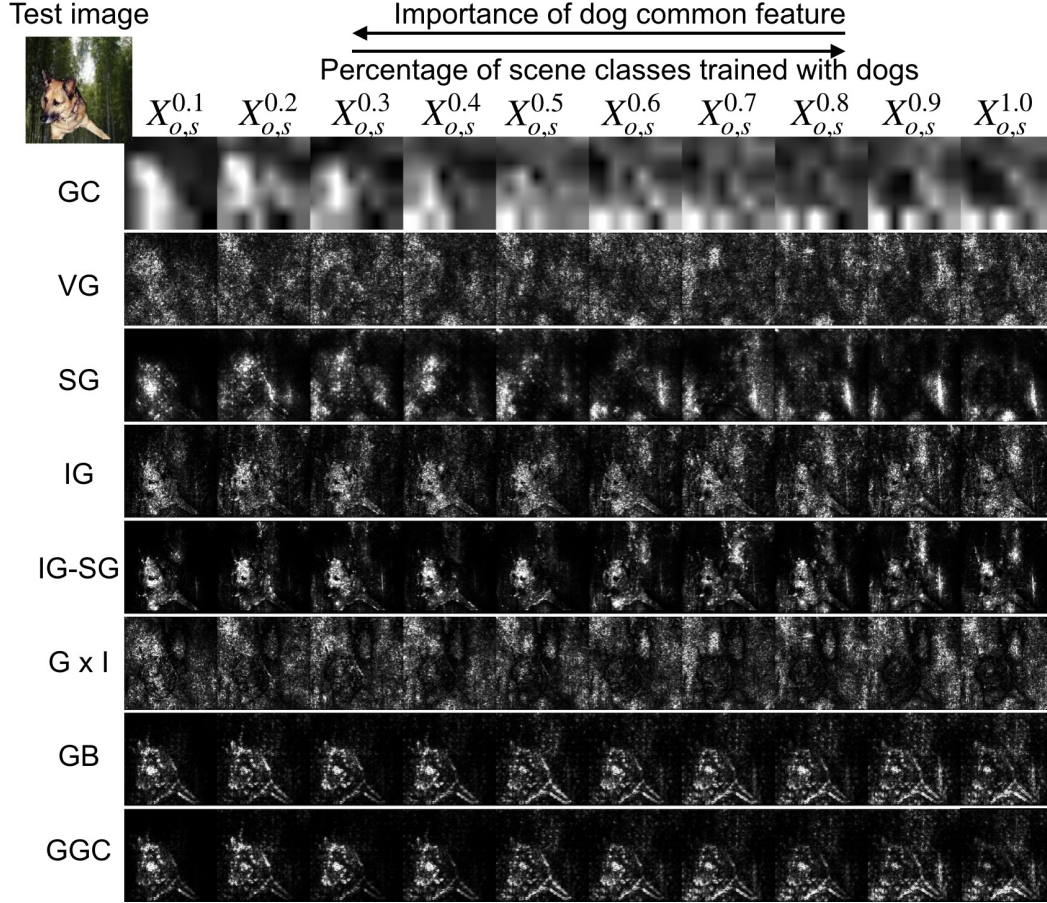 Test image
Importance of dog common feature
Percentage of scene classes trained with dogs
X^{0.1}_{o,s} X^{0.2}_{o,s} X^{0.3}_{o,s} X^{0.4}_{o,s} X^{0.5}_{o,s} X^{0.6}_{o,s} X^{0.7}_{o,s} X^{0.8}_{o,s} X^{0.9}_{o,s} X^{1.0}_{o,s}
GC
VG
SG
IG
IG-SG
G x I
GB
GGC